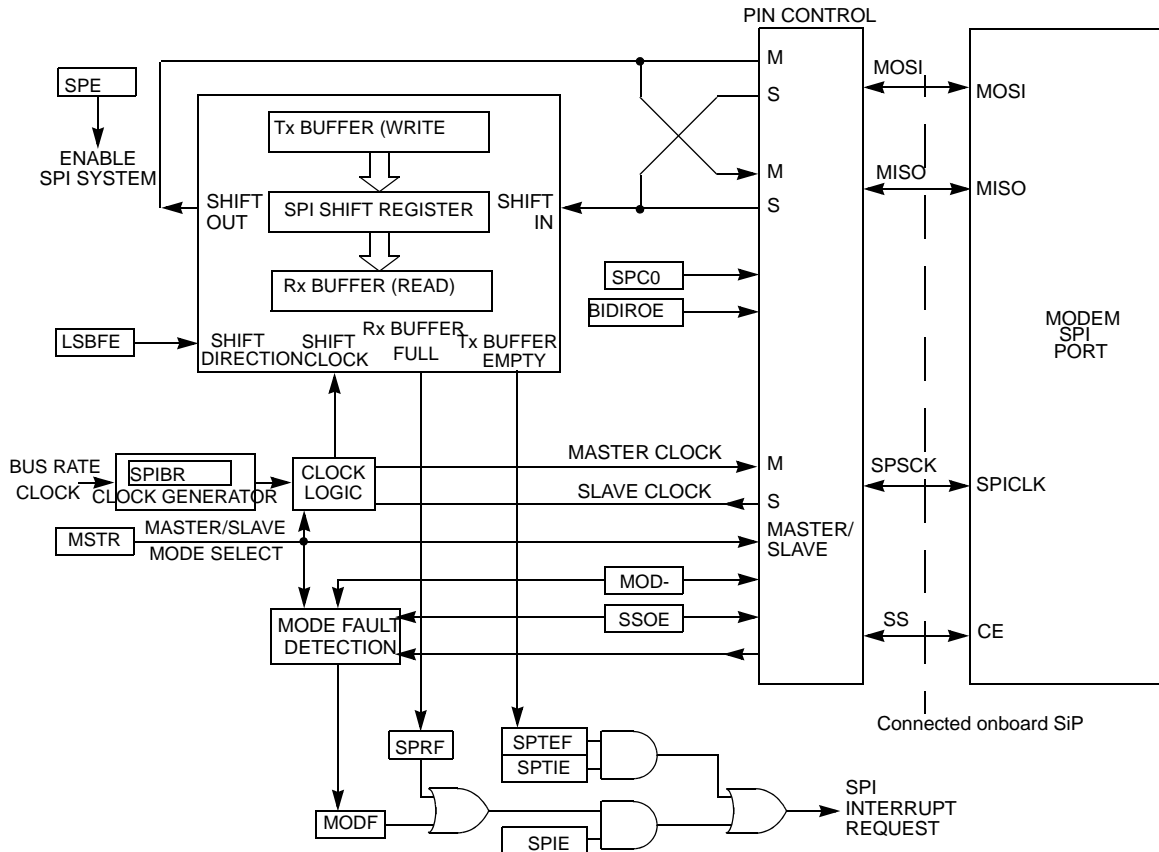 PIN CONTROL
M
MOSI
SPE
S
MOSI
Tx BUFFER (WRITE
ENABLE
SPI SYSTEM
M
MISO
MISO
SHIFT
OUT
SPI SHIFT REGISTER
SHIFT
IN
S
SPC0
Rx BUFFER (READ)
BIDIROE
MODEM
SPI
PORT
LSBFE
SHIFT
DIRECTION
SHIFT
CLOCK
Rx BUFFER
FULL
Tx BUFFER
EMPTY
BUS RATE
CLOCK
SPIBR
CLOCK GENERATOR
CLOCK
LOGIC
MASTER CLOCK
M
SPSCK
SPICLK
SLAVE CLOCK
S
MSTR
MASTER/SLAVE
MODE SELECT
MASTER/
SLAVE
MOD-
SSOE
MODE FAULT
DETECTION
SS
CE
Connected onboard SiP
SPRF
SPTEF
SPTIE
MODF
SPIE
SPI
INTERRUPT
REQUEST